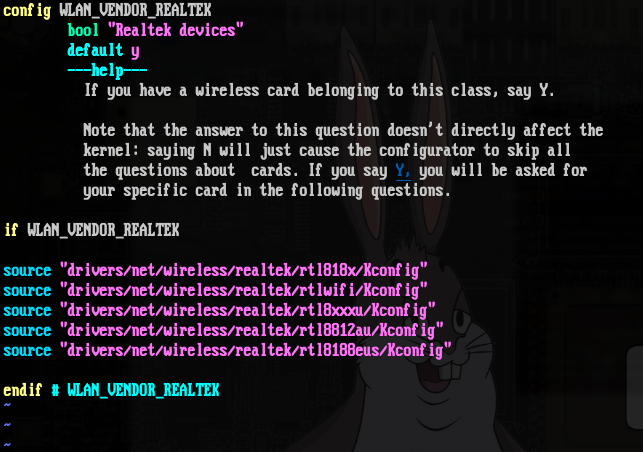 config WLAN_VENDOR_REALTEK
bool "Realtek devices"
default y
---help---
If you have a wireless card belonging to this class, say Y.
Note that the answer to this question doesn't directly affect the
kernel: saying N will just cause the configurator to skip all
the questions about  cards. If you say Y, you will be asked for
your specific card in the following questions.
if WLAN_VENDOR_REALTEK
source "drivers/net/wireless/realtek/rtl818x/Kconfig"
source "drivers/net/wireless/realtek/rtlwifi/Kconfig"
source "drivers/net/wireless/realtek/rtl8xxxu/Kconfig"
source "drivers/net/wireless/realtek/rtl8812au/Kconfig"
source "drivers/net/wireless/realtek/rtl8188eus/Kconfig"
endif # WLAN_VENDOR_REALTEK
~
~
~